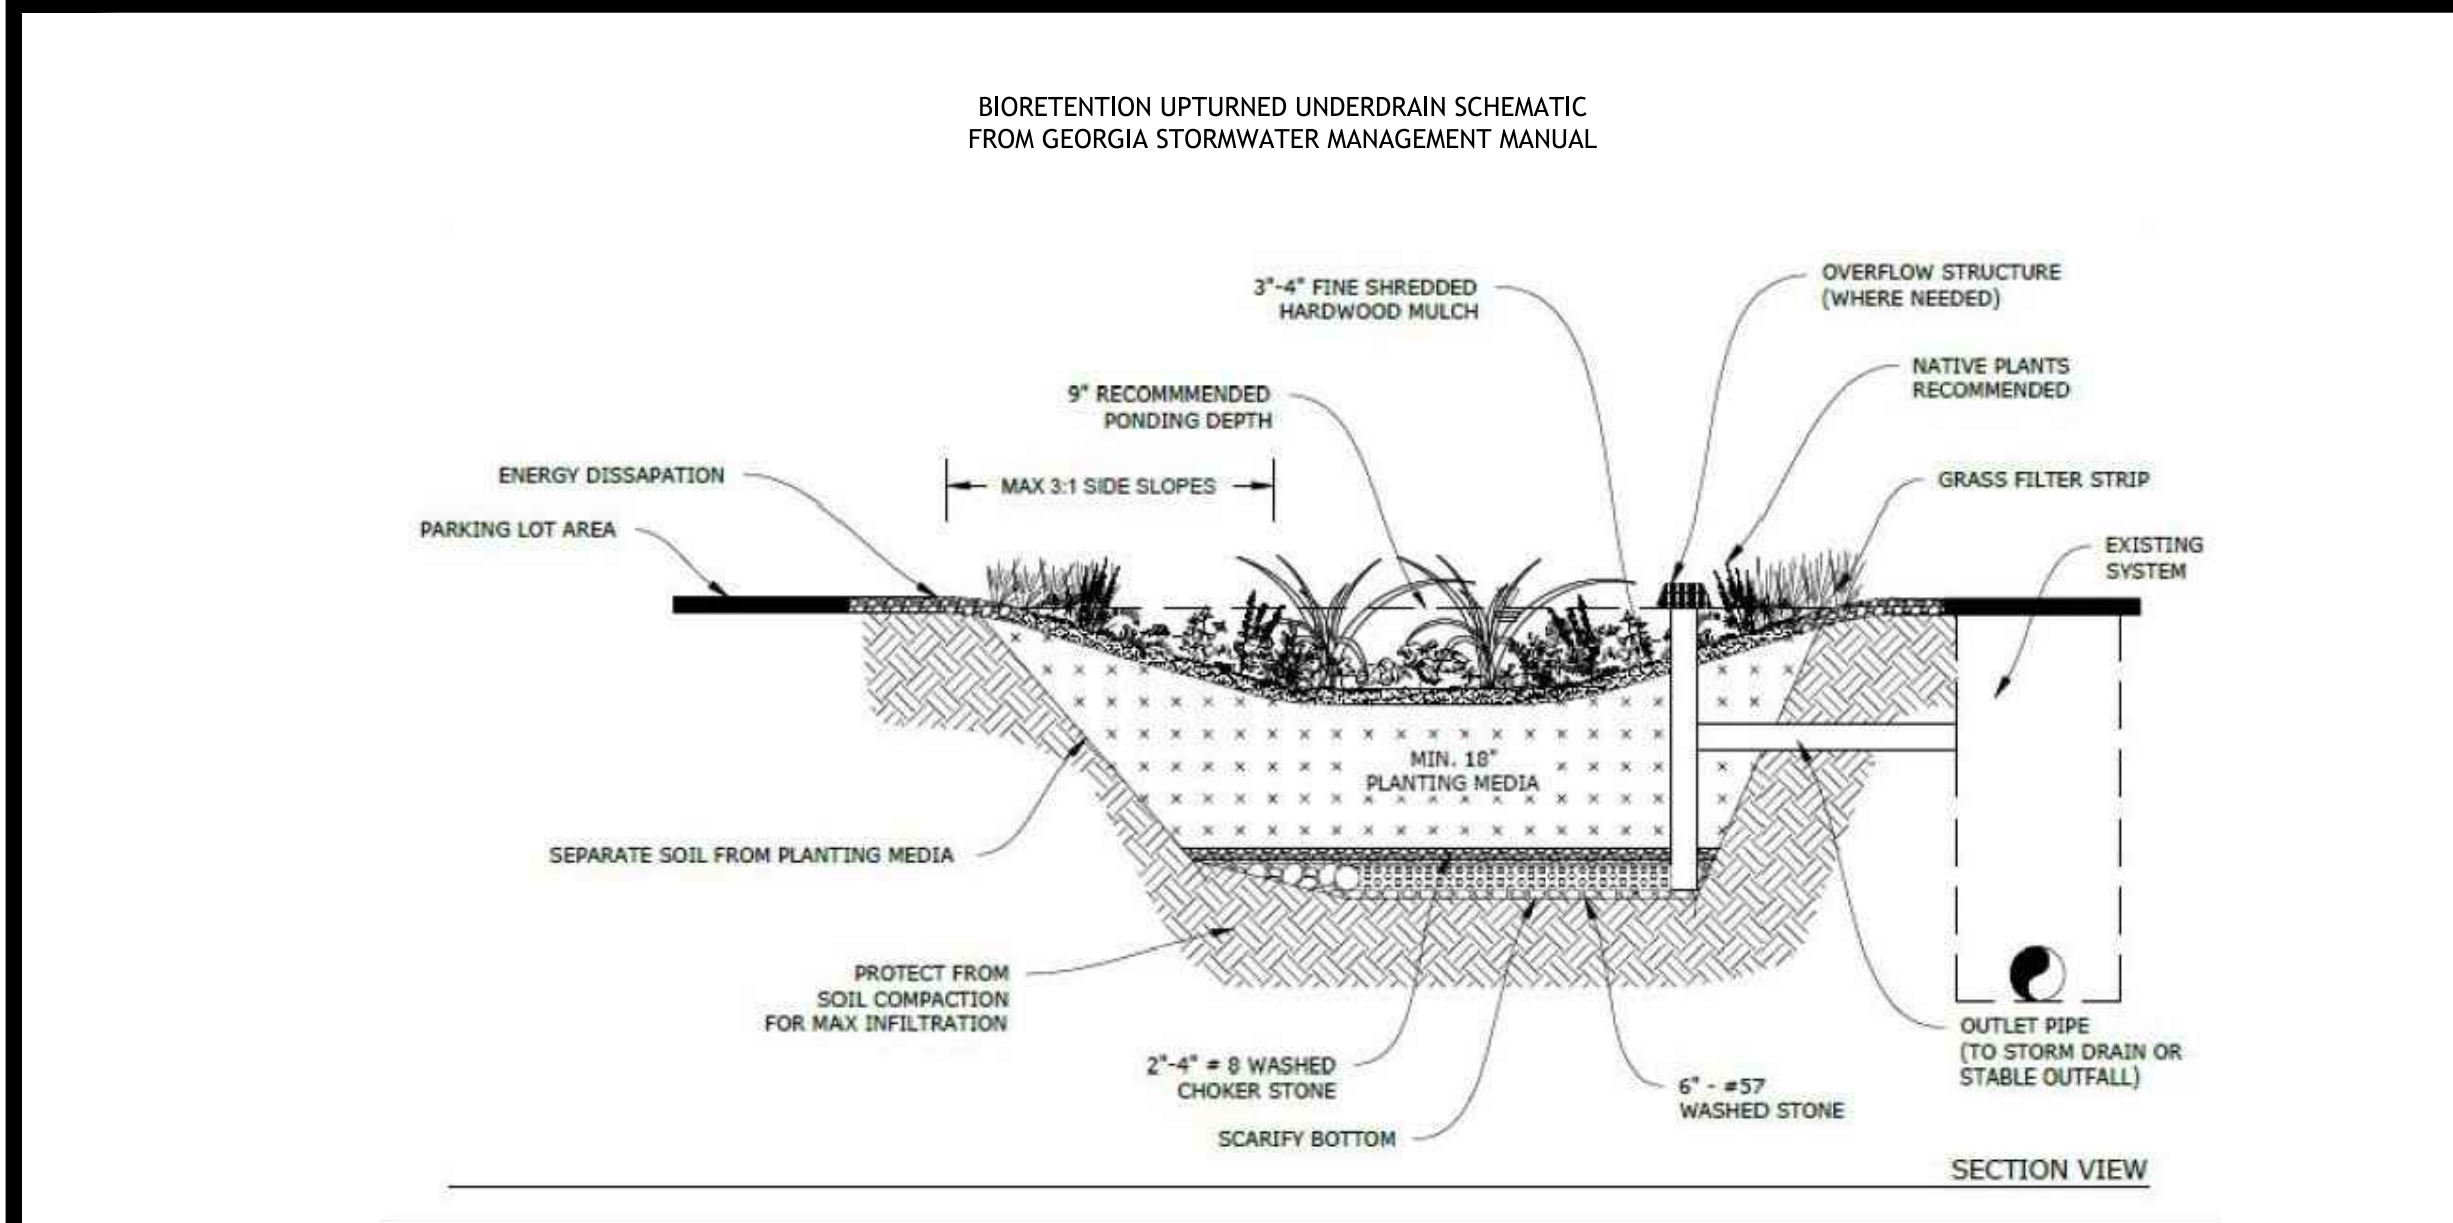 BIORETENTION UPTURNED UNDERDRAIN SCHEMATIC
FROM GEORGIA STORMWATER MANAGEMENT MANUAL
3"-4" FINE SHREDDED
HARDWOOD MULCH
OVERFLOW STRUCTURE
(WHERE NEEDED)
9" RECOMMMENDED
PONDING DEPTH
NATIVE PLANTS
RECOMMENDED
ENERGY DISSAPATION
MAX 3:1 SIDE SLOPES
GRASS FILTER STRIP
PARKING LOT AREA
EXISTING
SYSTEM
MIN. 18"
PLANTING MEDIA
SEPARATE SOIL FROM PLANTING MEDIA
PROTECT FROM
SOIL COMPACTION
FOR MAX INFILTRATION
OUTLET PIPE
(TO STORM DRAIN OR
STABLE OUTFALL)
2"-4" # 8 WASHED
CHOKER STONE
6" - #57
WASHED STONE
SCARIFY BOTTOM
SECTION VIEW